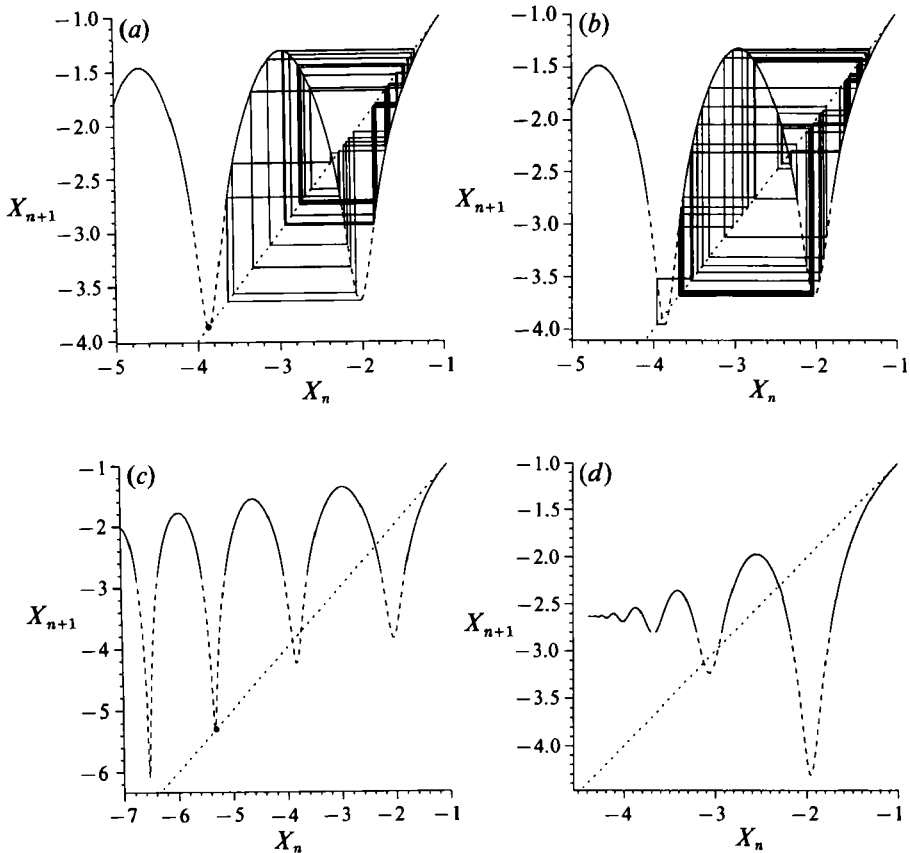 (a)
−1.0
−1.5
−2.0
−2.5
X_{n+1}
−3.0
−3.5
−4.0
−5 −4 −3 −2 −1
X_n
(b)
−1.0
−1.5
−2.0
X_{n+1}
−2.5
−3.0
−3.5
−4.0
−5 −4 −3 −2 −1
X_n
(c)
−1
−2
−3
X_{n+1}
−4
−5
−6
−7 −6 −5 −4 −3 −2 −1
X_n
(d)
−1.0
−1.5
−2.0
X_{n+1}
−2.5
−3.0
−3.5
−4.0
−4 −3 −2 −1
X_n